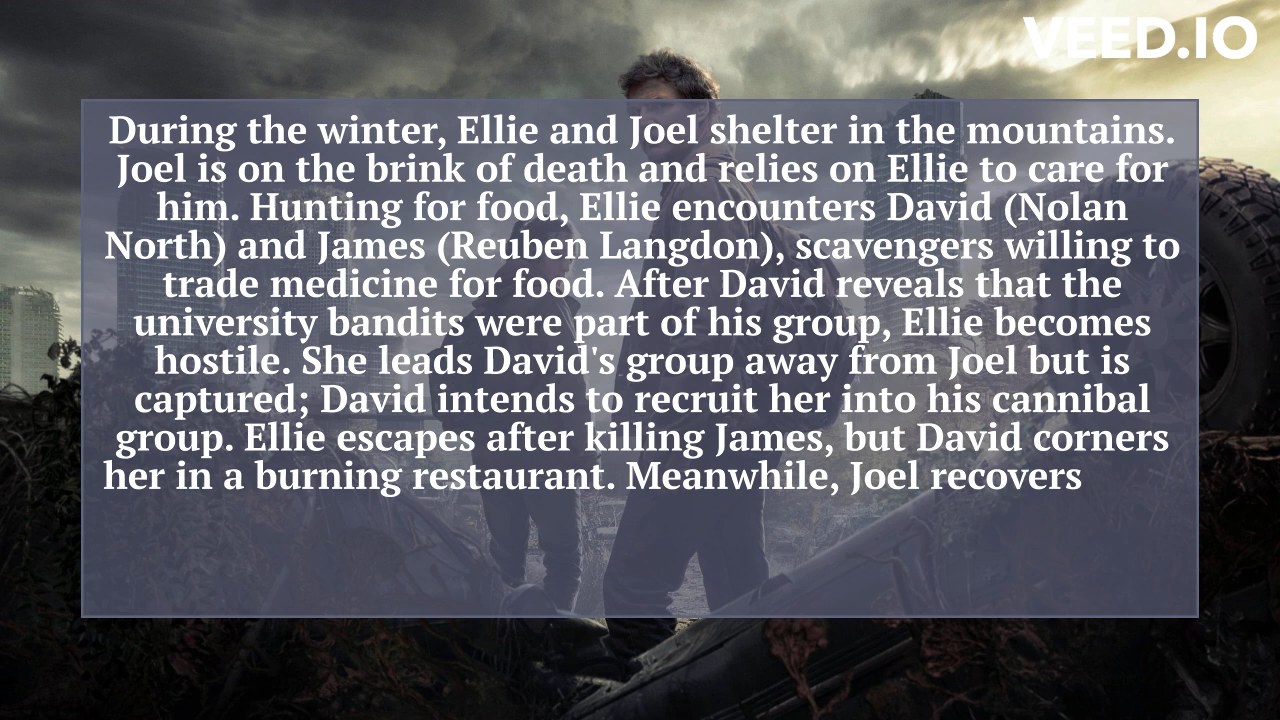 VEED.IO
During the winter, Ellie and Joel shelter in the mountains.
Joel is on the brink of death and relies on Ellie to care for
him. Hunting for food, Ellie encounters David (Nolan
North) and James (Reuben Langdon), scavengers willing to
trade medicine for food. After David reveals that the
university bandits were part of his group, Ellie becomes
hostile. She leads David's group away from Joel but is
captured; David intends to recruit her into his cannibal
group. Ellie escapes after killing James, but David corners
her in a burning restaurant. Meanwhile, Joel recovers